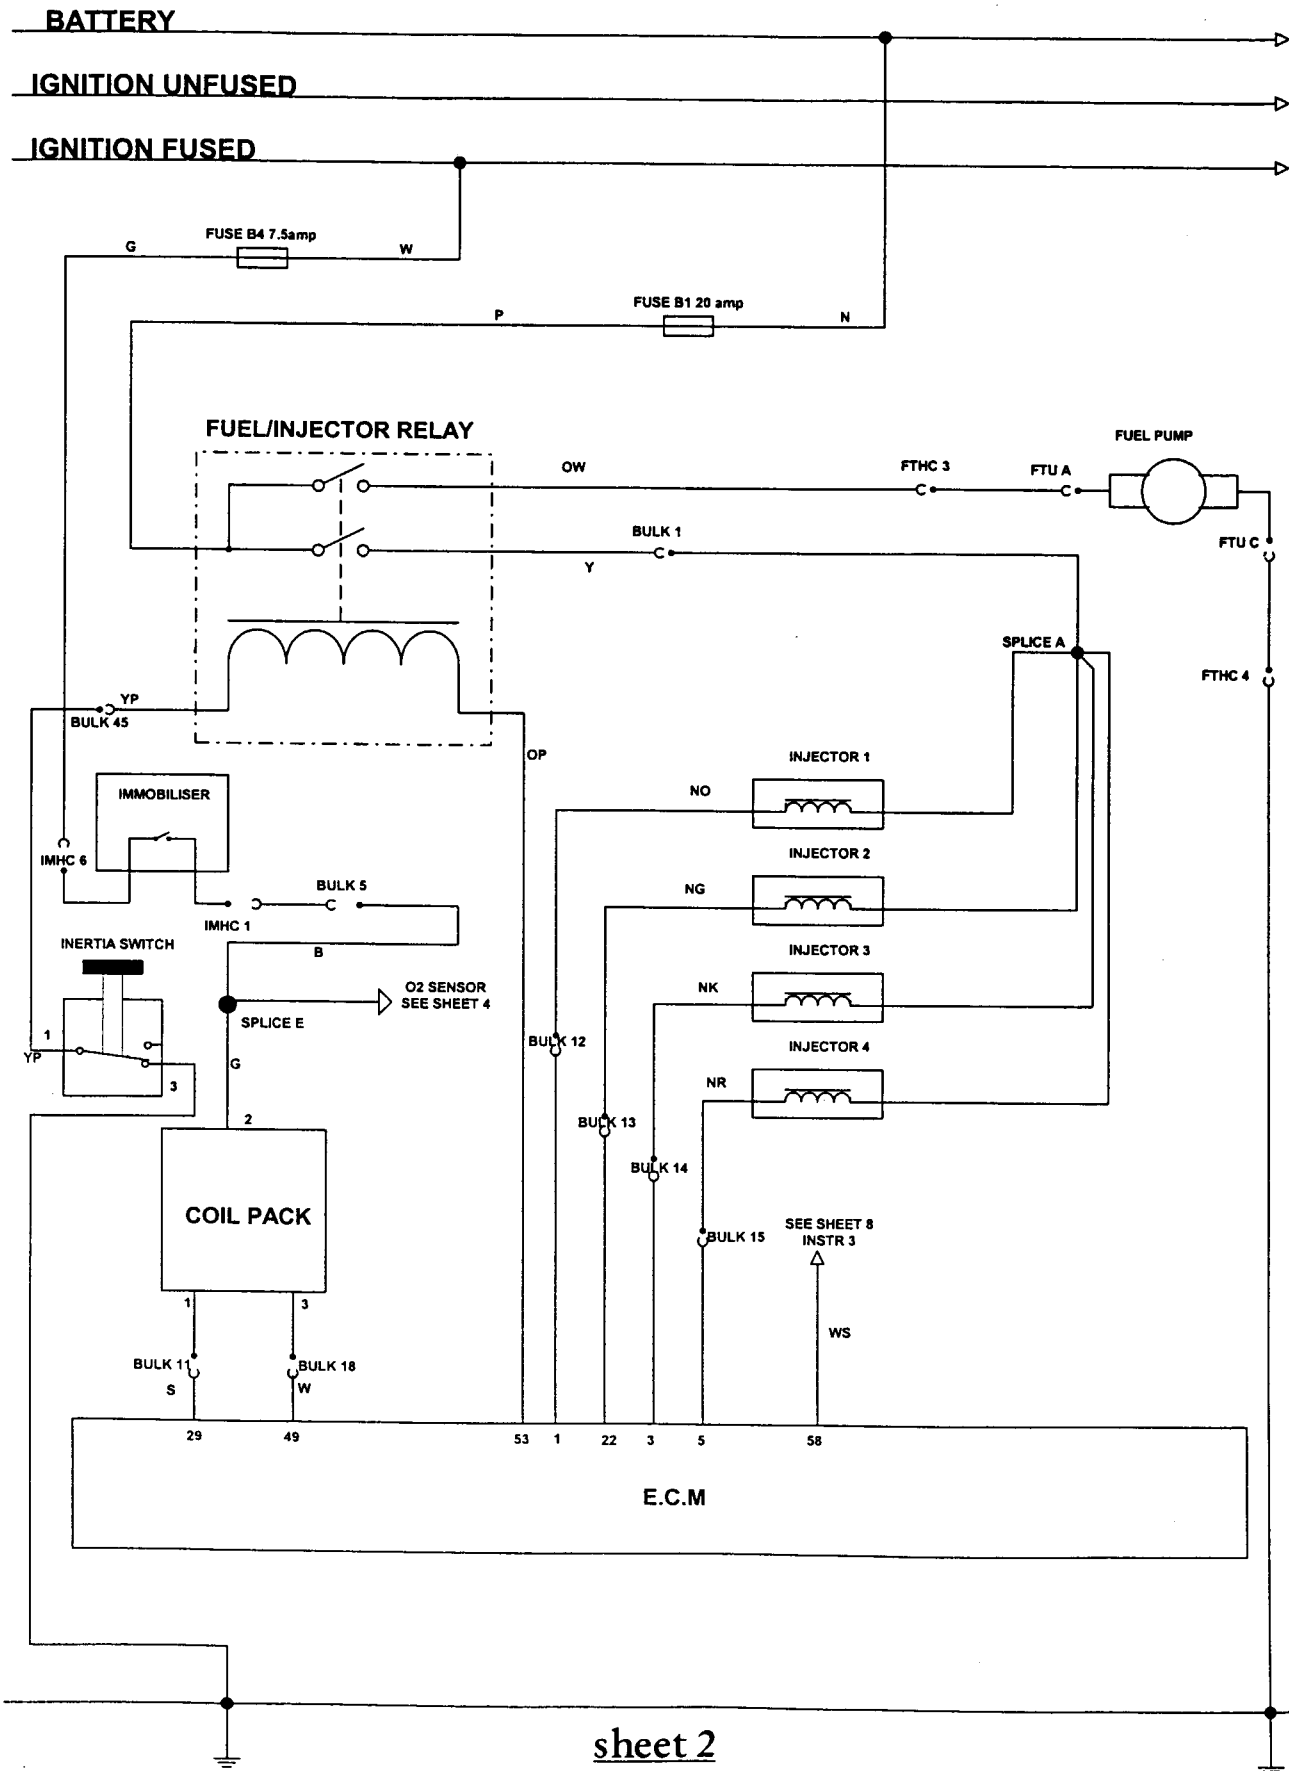 BATTERY
IGNITION UNFUSED
IGNITION FUSED
FUSE B4 7.5amp
G
W
FUSE B1 20 amp
P
N
FUEL/INJECTOR RELAY
FUEL PUMP
OW
FTHC 3
FTU A
BULK 1
Y
FTU C
SPLICE A
FTHC 4
YP
BULK 45
OP
INJECTOR 1
NO
IMMOBILISER
IMHC 6
INJECTOR 2
NG
BULK 5
IMHC 1
INERTIA SWITCH
B
INJECTOR 3
NK
O2 SENSOR
SEE SHEET 4
SPLICE E
1
YP
3
G
BULK 12
INJECTOR 4
NR
2
BULK 13
BULK 14
COIL PACK
SEE SHEET 8
INSTR 3
BULK 15
1
3
WS
BULK 11
BULK 18
S
W
29
49
53
1
22
3
5
58
E.C.M
sheet 2